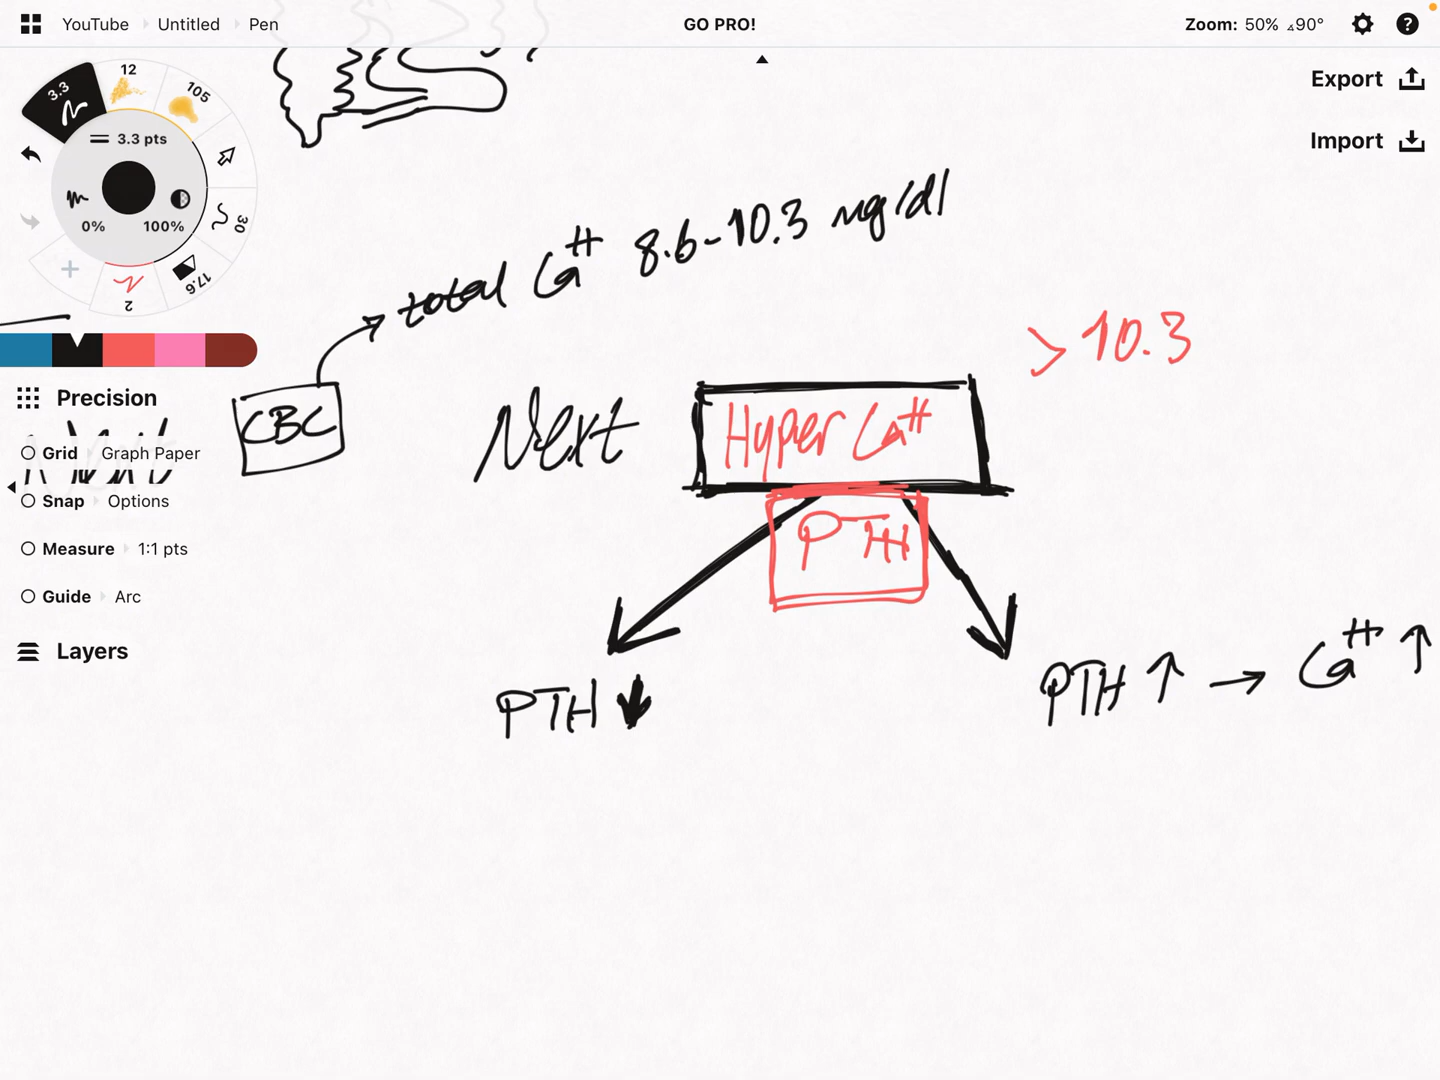 YouTube Untitled Pen
GO PRO!
Zoom: 50% ⦟90°
Export
Import
12
105
3.3
3.3 pts
0% 100%
30
17.6
2
total Ca++ 8.6-10.3 mg/dl
> 10.3
Precision
CBC
Next
Hyper Ca++
Next
Grid Graph Paper
Snap Options
PTH
Measure 1:1 pts
Guide Arc
Layers
PTH ↓
PTH ↑ → Ca++ ↑